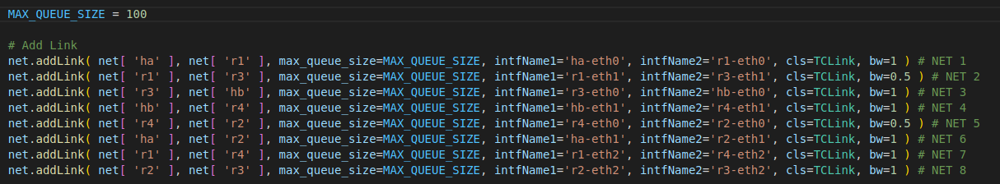 MAX_QUEUE_SIZE = 100
# Add Link
net.addLink( net[ 'ha' ], net[ 'r1' ], max_queue_size=MAX_QUEUE_SIZE, intfName1='ha-eth0', intfName2='r1-eth0', cls=TCLink, bw=1 ) # NET 1
net.addLink( net[ 'r1' ], net[ 'r3' ], max_queue_size=MAX_QUEUE_SIZE, intfName1='r1-eth1', intfName2='r3-eth1', cls=TCLink, bw=0.5 ) # NET 2
net.addLink( net[ 'r3' ], net[ 'hb' ], max_queue_size=MAX_QUEUE_SIZE, intfName1='r3-eth0', intfName2='hb-eth0', cls=TCLink, bw=1 ) # NET 3
net.addLink( net[ 'hb' ], net[ 'r4' ], max_queue_size=MAX_QUEUE_SIZE, intfName1='hb-eth1', intfName2='r4-eth1', cls=TCLink, bw=1 ) # NET 4
net.addLink( net[ 'r4' ], net[ 'r2' ], max_queue_size=MAX_QUEUE_SIZE, intfName1='r4-eth0', intfName2='r2-eth0', cls=TCLink, bw=0.5 ) # NET 5
net.addLink( net[ 'ha' ], net[ 'r2' ], max_queue_size=MAX_QUEUE_SIZE, intfName1='ha-eth1', intfName2='r2-eth1', cls=TCLink, bw=1 ) # NET 6
net.addLink( net[ 'r1' ], net[ 'r4' ], max_queue_size=MAX_QUEUE_SIZE, intfName1='r1-eth2', intfName2='r4-eth2', cls=TCLink, bw=1 ) # NET 7
net.addLink( net[ 'r2' ], net[ 'r3' ], max_queue_size=MAX_QUEUE_SIZE, intfName1='r2-eth2', intfName2='r3-eth2', cls=TCLink, bw=1 ) # NET 8